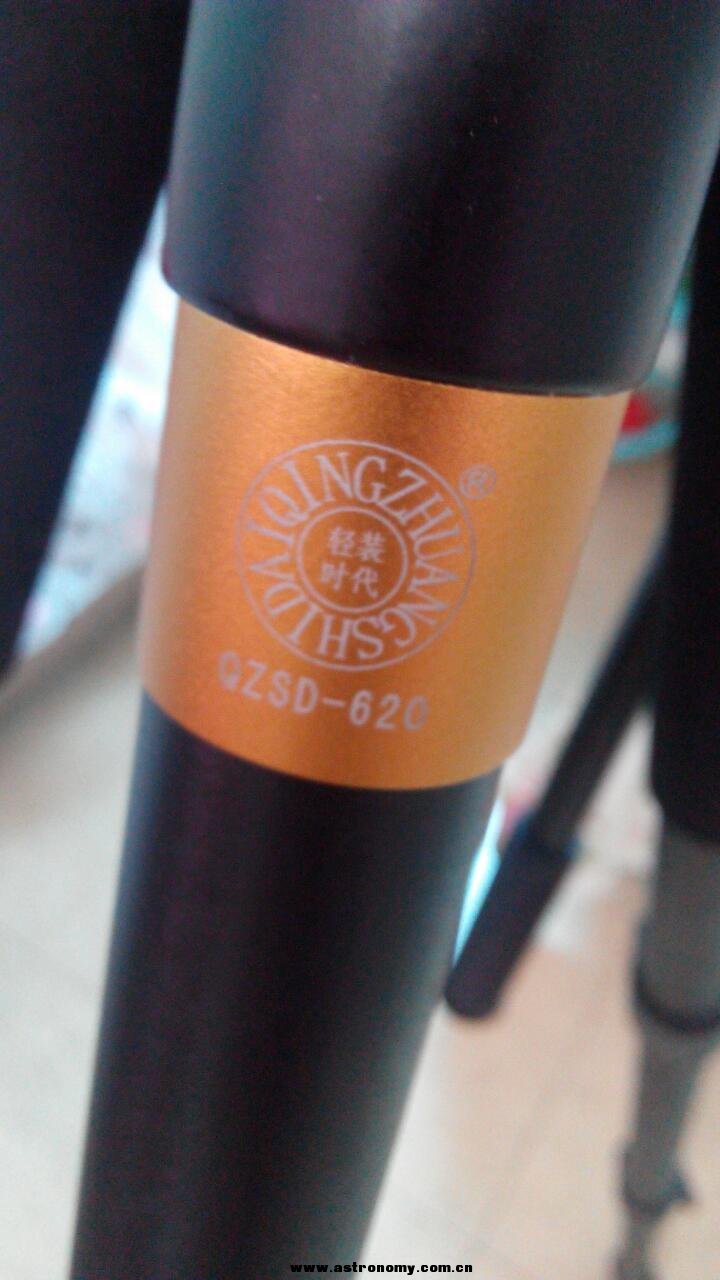 QINGZHUANGSHIDAI
®
轻装
时代
QZSD-620
www.astronomy.com.cn